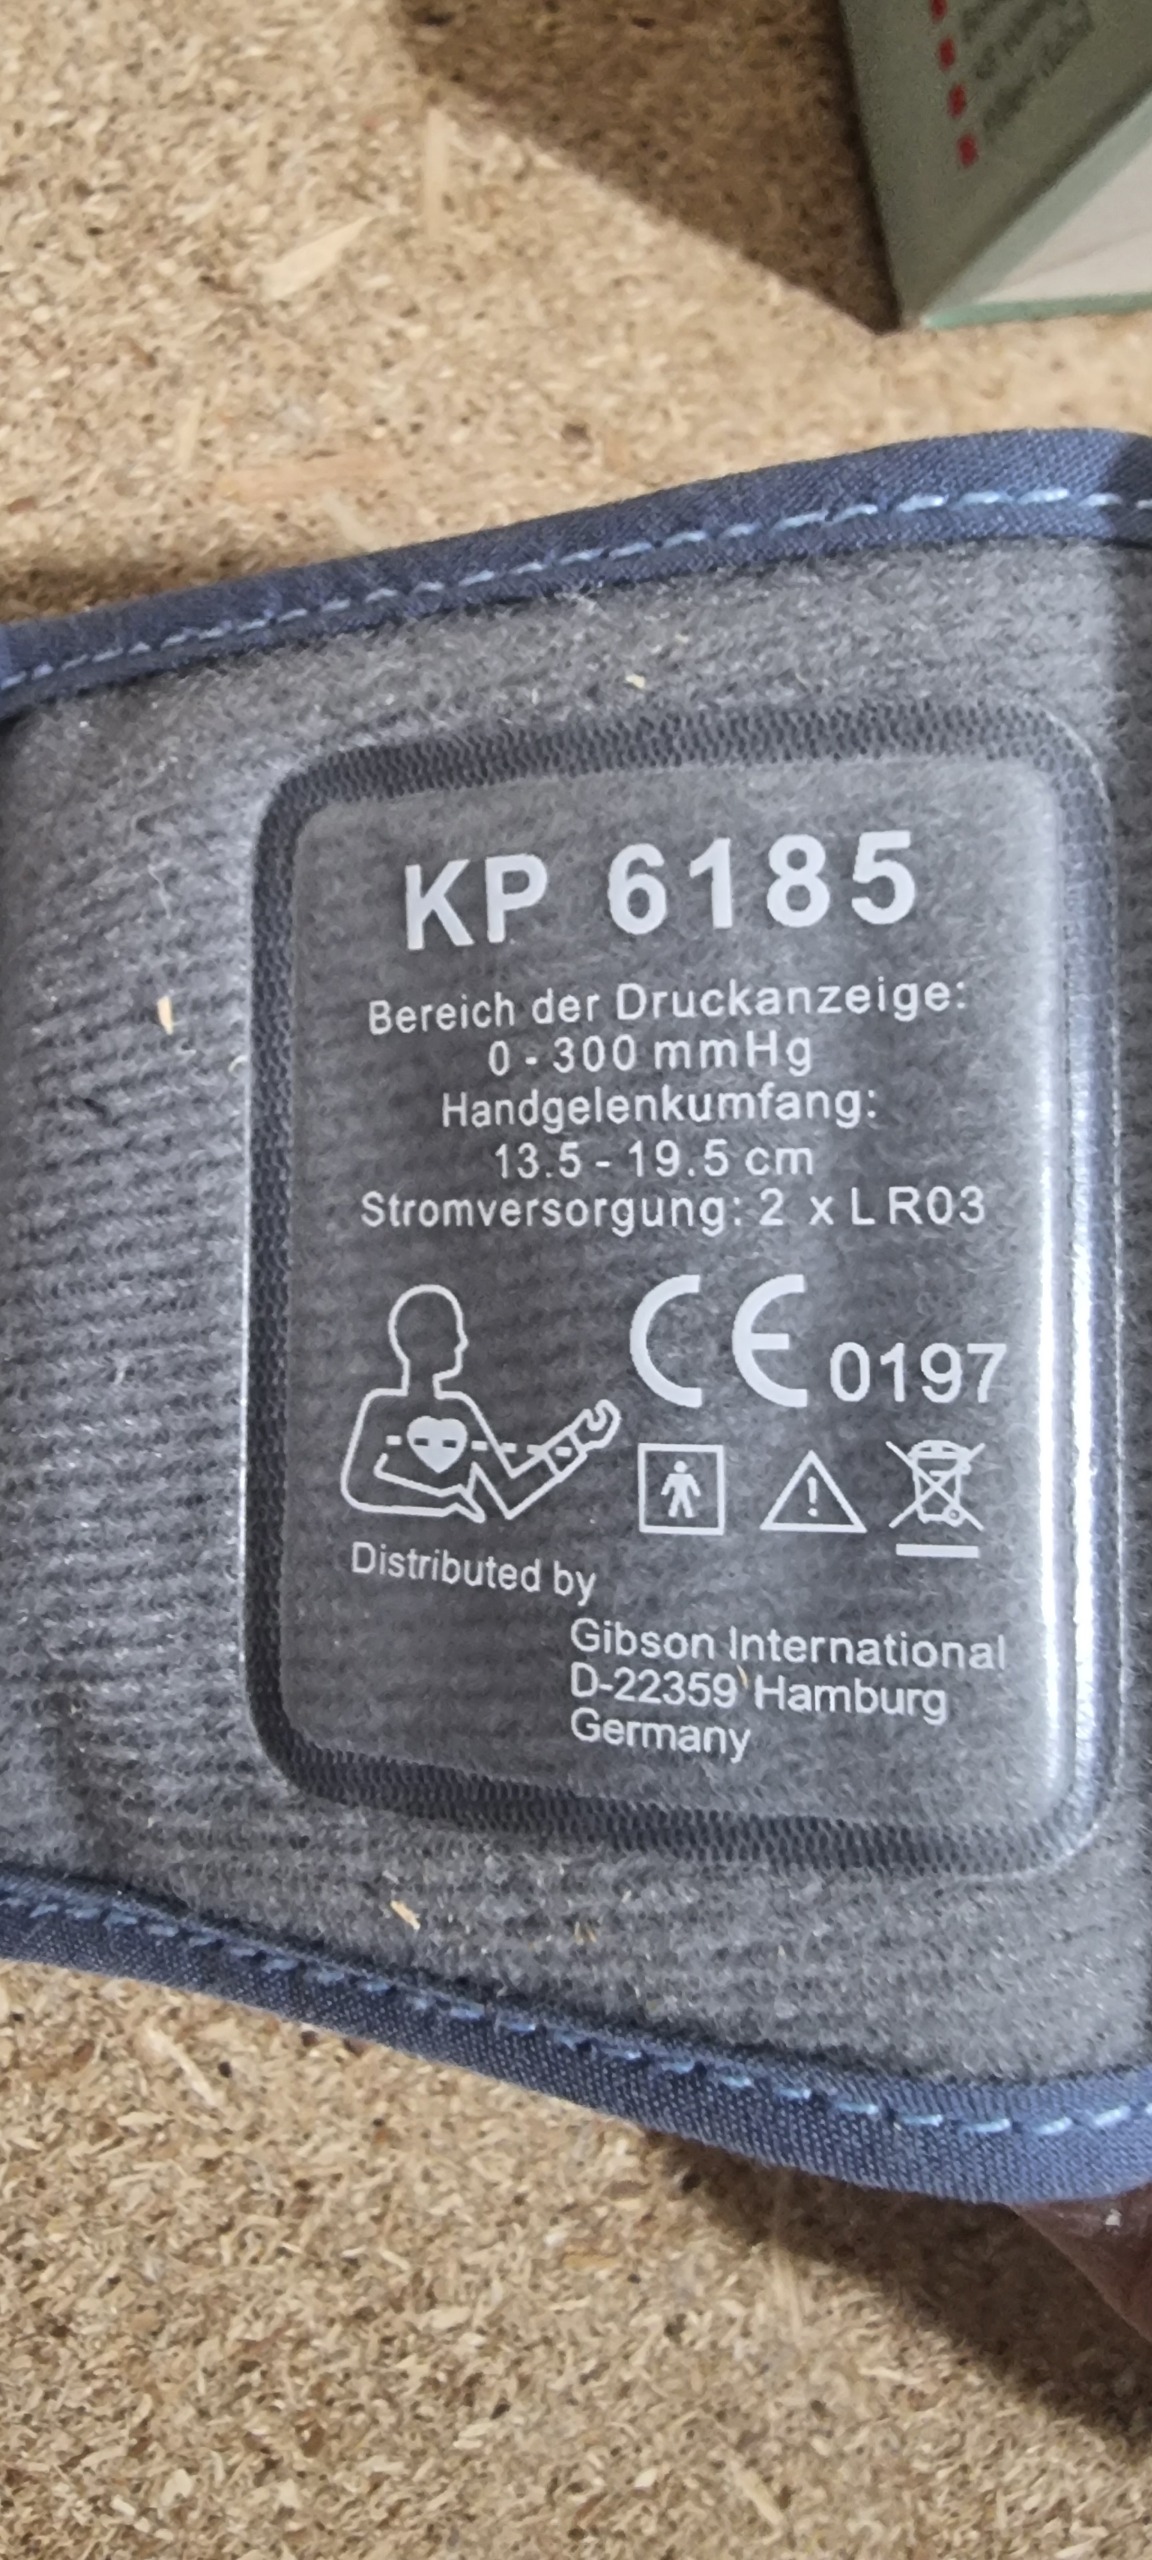 KP 6185
Bereich der Druckanzeige:
0 - 300 mmHg
Handgelenkumfang:
13.5 - 19.5 cm
Stromversorgung: 2 x LR03
CE 0197
Distributed by
Gibson International
D-22359 Hamburg
Germany